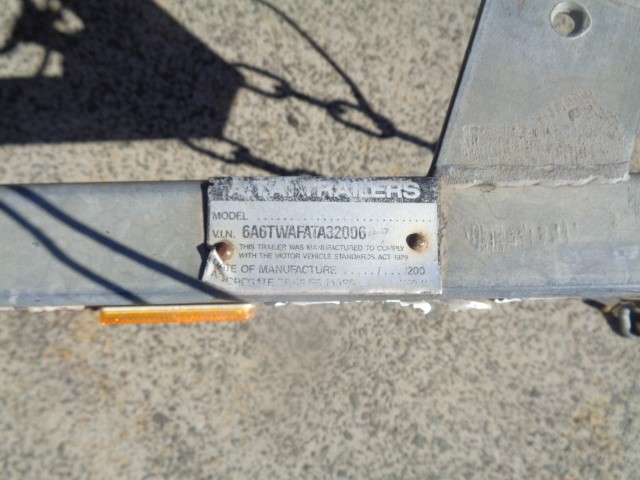 TRAILERS
MODEL ..............................
V.I.N. 6A6TWAFATA32006
THIS TRAILER WAS MANUFACTURED TO COMPLY
WITH THE MOTOR VEHICLE STANDARDS ACT 1989
OF MANUFACTURE ...../..../200